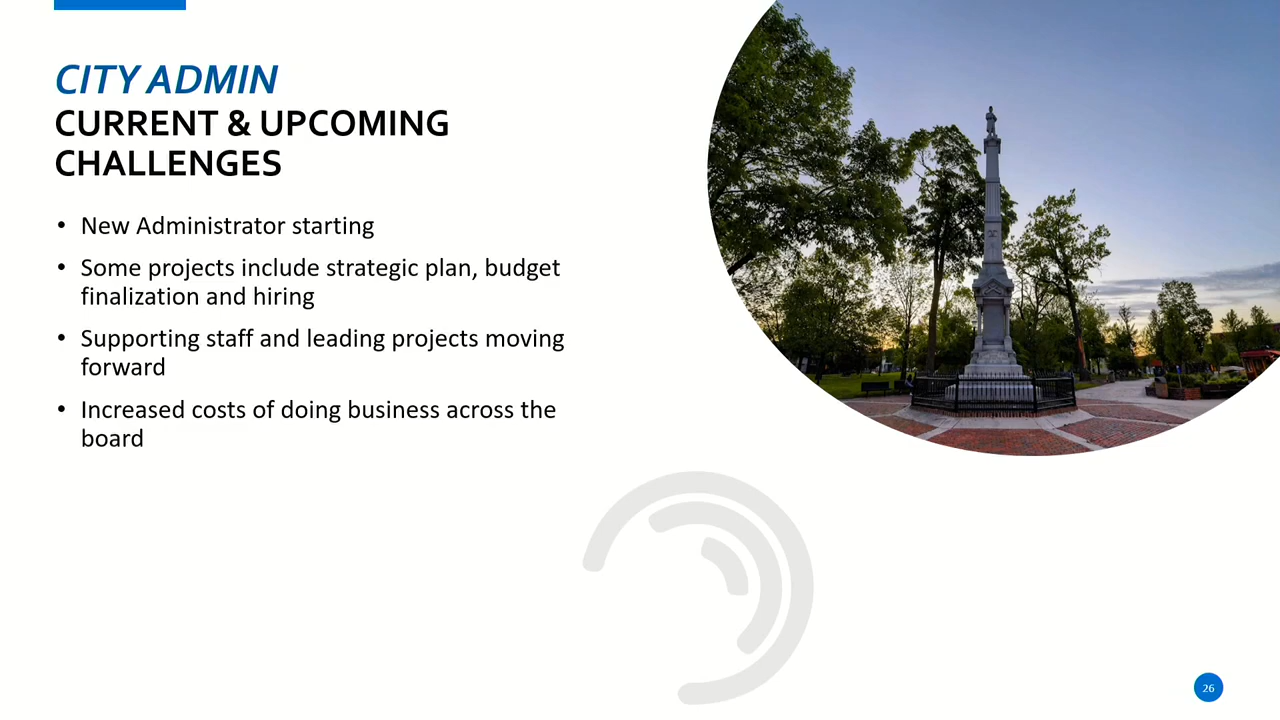 CITY ADMIN
CURRENT & UPCOMING
CHALLENGES
• New Administrator starting
• Some projects include strategic plan, budget
finalization and hiring
• Supporting staff and leading projects moving
forward
• Increased costs of doing business across the
board
26